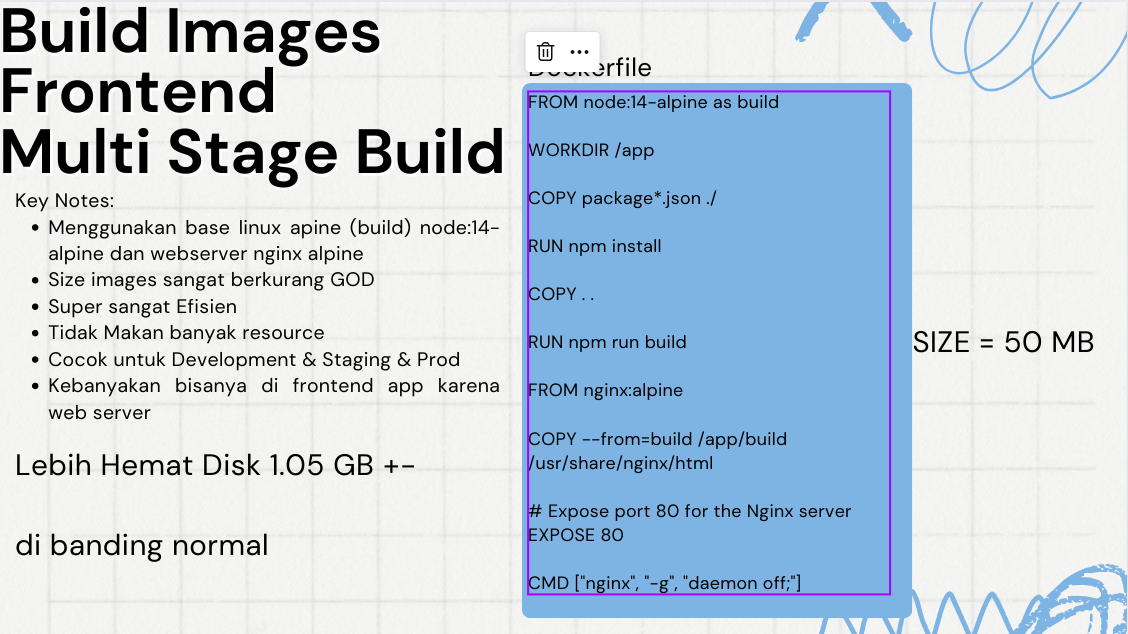 Build Images
Frontend
Multi Stage Build
Key Notes:
Menggunakan base linux apine (build) node:14-
alpine dan webserver nginx alpine
Size images sangat berkurang GOD
Super sangat Efisien
Tidak Makan banyak resource
Cocok untuk Development & Staging & Prod
Kebanyakan bisanya di frontend app karena
web server
Lebih Hemat Disk 1.05 GB +-
di banding normal
Dockerfile
FROM node:14-alpine as build
WORKDIR /app
COPY package*.json ./
RUN npm install
COPY . .
RUN npm run build
FROM nginx:alpine
COPY --from=build /app/build
/usr/share/nginx/html
# Expose port 80 for the Nginx server
EXPOSE 80
CMD ["nginx", "-g", "daemon off;"]
SIZE = 50 MB